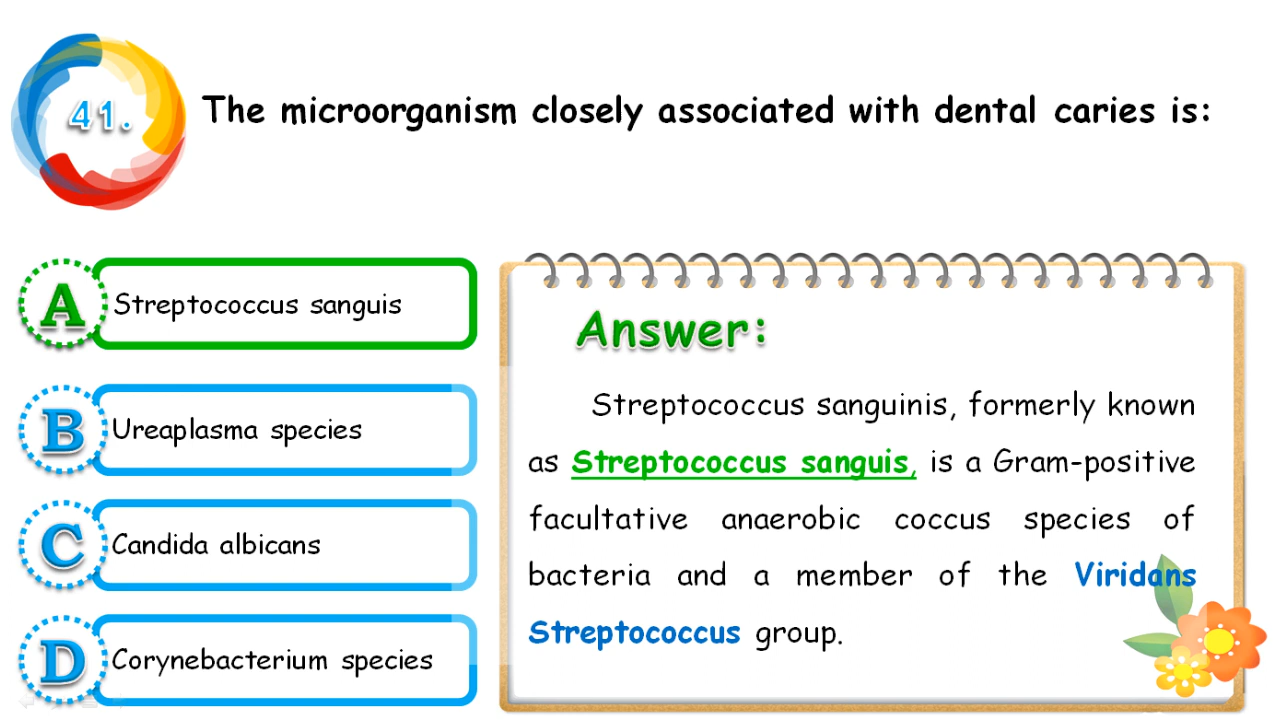 41.
The microorganism closely associated with dental caries is:
A Streptococcus sanguis
B Ureaplasma species
C Candida albicans
D Corynebacterium species
Answer:
Streptococcus sanguinis, formerly known
as Streptococcus sanguis, is a Gram-positive
facultative anaerobic coccus species of
bacteria and a member of the Viridans
Streptococcus group.